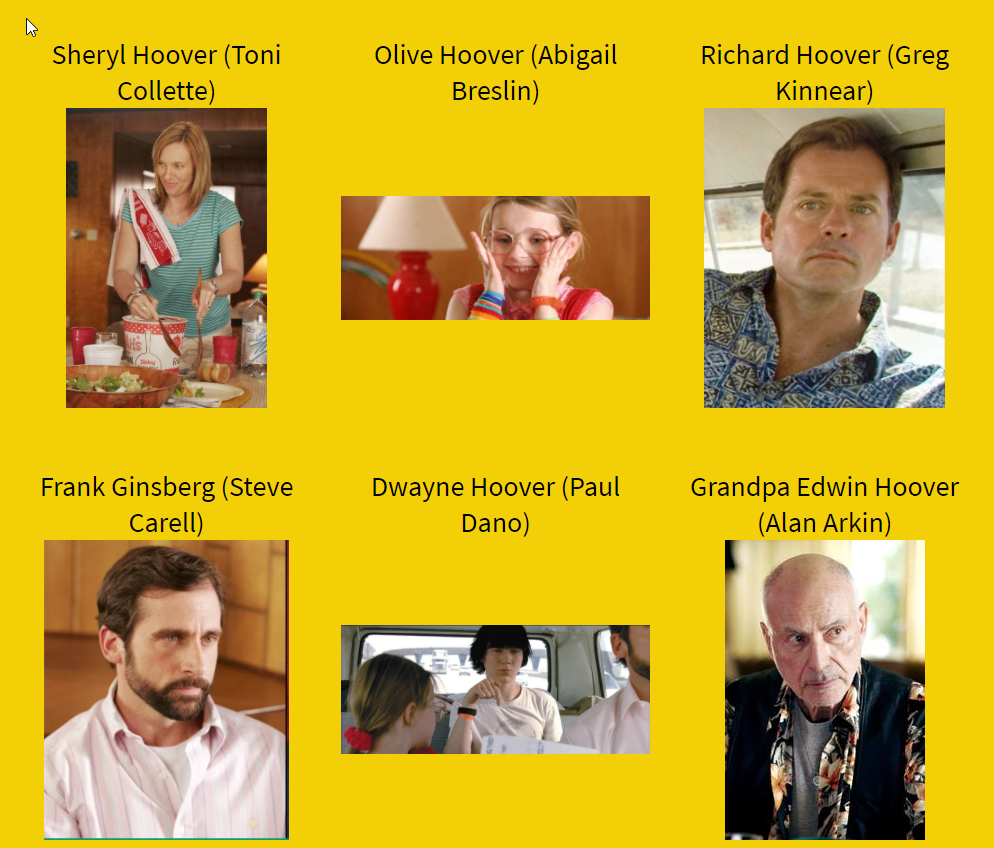 Sheryl Hoover (Toni
Collette)
Olive Hoover (Abigail
Breslin)
Richard Hoover (Greg
Kinnear)
Frank Ginsberg (Steve
Carell)
Dwayne Hoover (Paul
Dano)
Grandpa Edwin Hoover
(Alan Arkin)